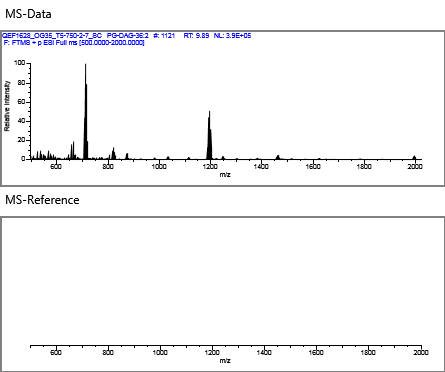 MS-Data
QEF1628_OG35_T5-750-2-7_BC PG-DAG-36:2 #: 1121 RT: 9.89 NL: 3.9E+05
F: FTMS + p ESI Full ms [500.0000-2000.0000]
Relative Intensity
100
80
60
40
20
0
600 800 1000 1200 1400 1600 1800 2000
m/z
MS-Reference
600 800 1000 1200 1400 1600 1800 2000
m/z